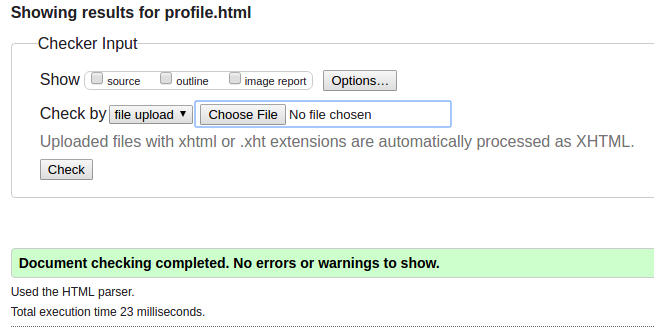 Showing results for profile.html
Checker Input
Show source outline image report Options...
Check by file upload Choose File No file chosen
Uploaded files with xhtml or .xht extensions are automatically processed as XHTML.
Check
Document checking completed. No errors or warnings to show.
Used the HTML parser.
Total execution time 23 milliseconds.